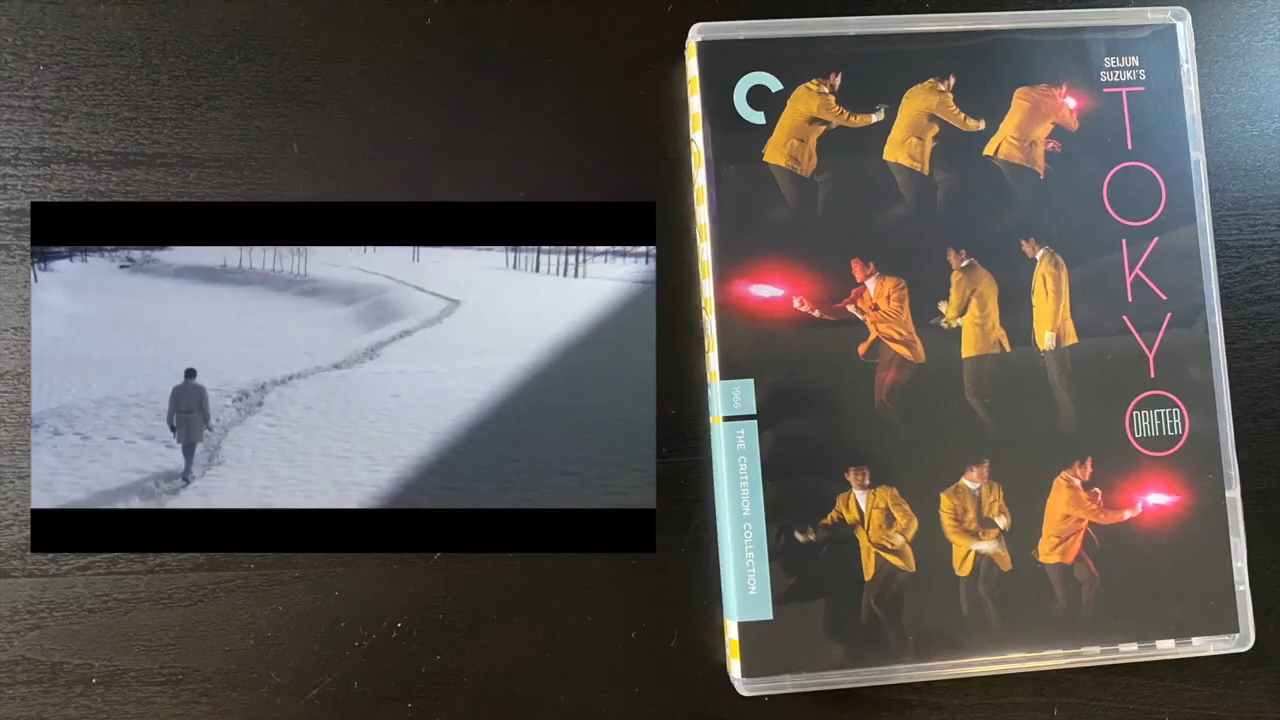 SEIJUN
SUZUKI'S
TOKYO
DRIFTER
1966
THE CRITERION COLLECTION